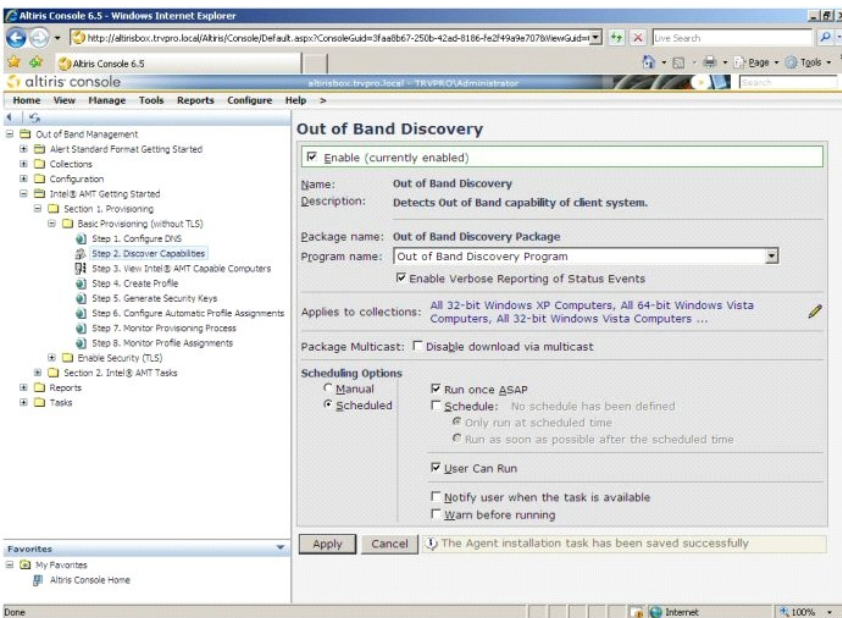 Altiris Console 6.5 - Windows Internet Explorer
http://altirisbox.trvpro.local/Altiris/Console/Default.aspx?ConsoleGuid=3faa8b67-250b-42ad-8186-fe2f49a9e707&ViewGuid=
Live Search
Altiris Console 6.5
Page
Tools
altiris console
altirisbox.trvpro.local - TRVPRO\Administrator
Search
Home View Manage Tools Reports Configure Help >
Out of Band Management
Alert Standard Format Getting Started
Collections
Configuration
Intel® AMT Getting Started
Section 1. Provisioning
Basic Provisioning (without TLS)
Step 1. Configure DNS
Step 2. Discover Capabilities
Step 3. View Intel® AMT Capable Computers
Step 4. Create Profile
Step 5. Generate Security Keys
Step 6. Configure Automatic Profile Assignments
Step 7. Monitor Provisioning Process
Step 8. Monitor Profile Assignments
Enable Security (TLS)
Section 2. Intel® AMT Tasks
Reports
Tasks
Favorites
My Favorites
Altiris Console Home
Out of Band Discovery
Enable (currently enabled)
Name: Out of Band Discovery
Description: Detects Out of Band capability of client system.
Package name: Out of Band Discovery Package
Program name: Out of Band Discovery Program
Enable Verbose Reporting of Status Events
Applies to collections: All 32-bit Windows XP Computers, All 64-bit Windows Vista
Computers, All 32-bit Windows Vista Computers ...
Package Multicast: Disable download via multicast
Scheduling Options
Manual
Scheduled
Run once ASAP
Schedule: No schedule has been defined
Only run at scheduled time
Run as soon as possible after the scheduled time
User Can Run
Notify user when the task is available
Warn before running
Apply Cancel The Agent installation task has been saved successfully
Done
Internet
100%